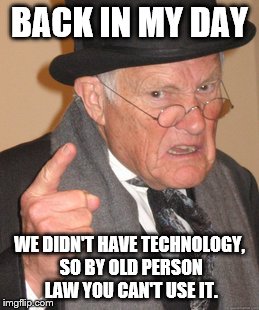 BACK IN MY DAY
WE DIDN'T HAVE TECHNOLOGY,
SO BY OLD PERSON
LAW YOU CAN'T USE IT.
imgflip.com